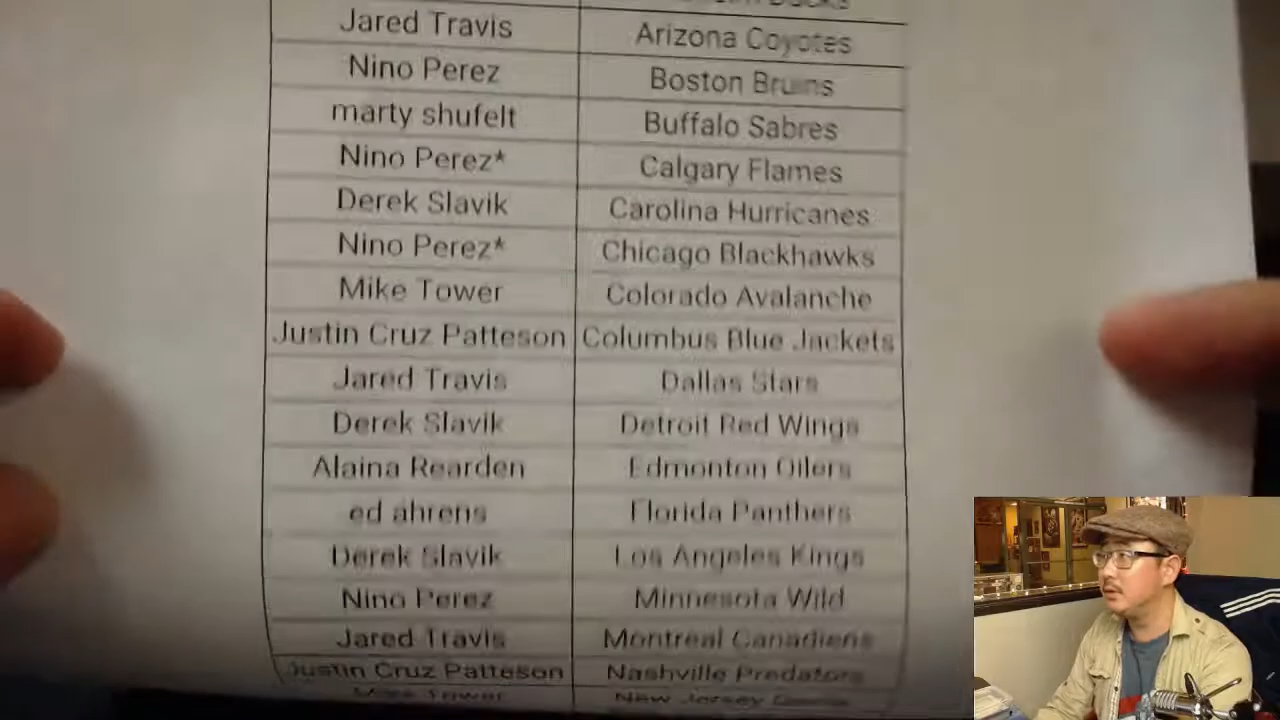 Jared Travis Arizona Coyotes
Nino Perez Boston Bruins
marty shufelt Buffalo Sabres
Nino Perez* Calgary Flames
Derek Slavik Carolina Hurricanes
Nino Perez* Chicago Blackhawks
Mike Tower Colorado Avalanche
Justin Cruz Patteson Columbus Blue Jackets
Jared Travis Dallas Stars
Derek Slavik Detroit Red Wings
Alaina Rearden Edmonton Oilers
ed ahrens Florida Panthers
Derek Slavik Los Angeles Kings
Nino Perez Minnesota Wild
Jared Travis Montreal Canadiens
Justin Cruz Patteson Nashville Predators
Mike Tower New Jersey